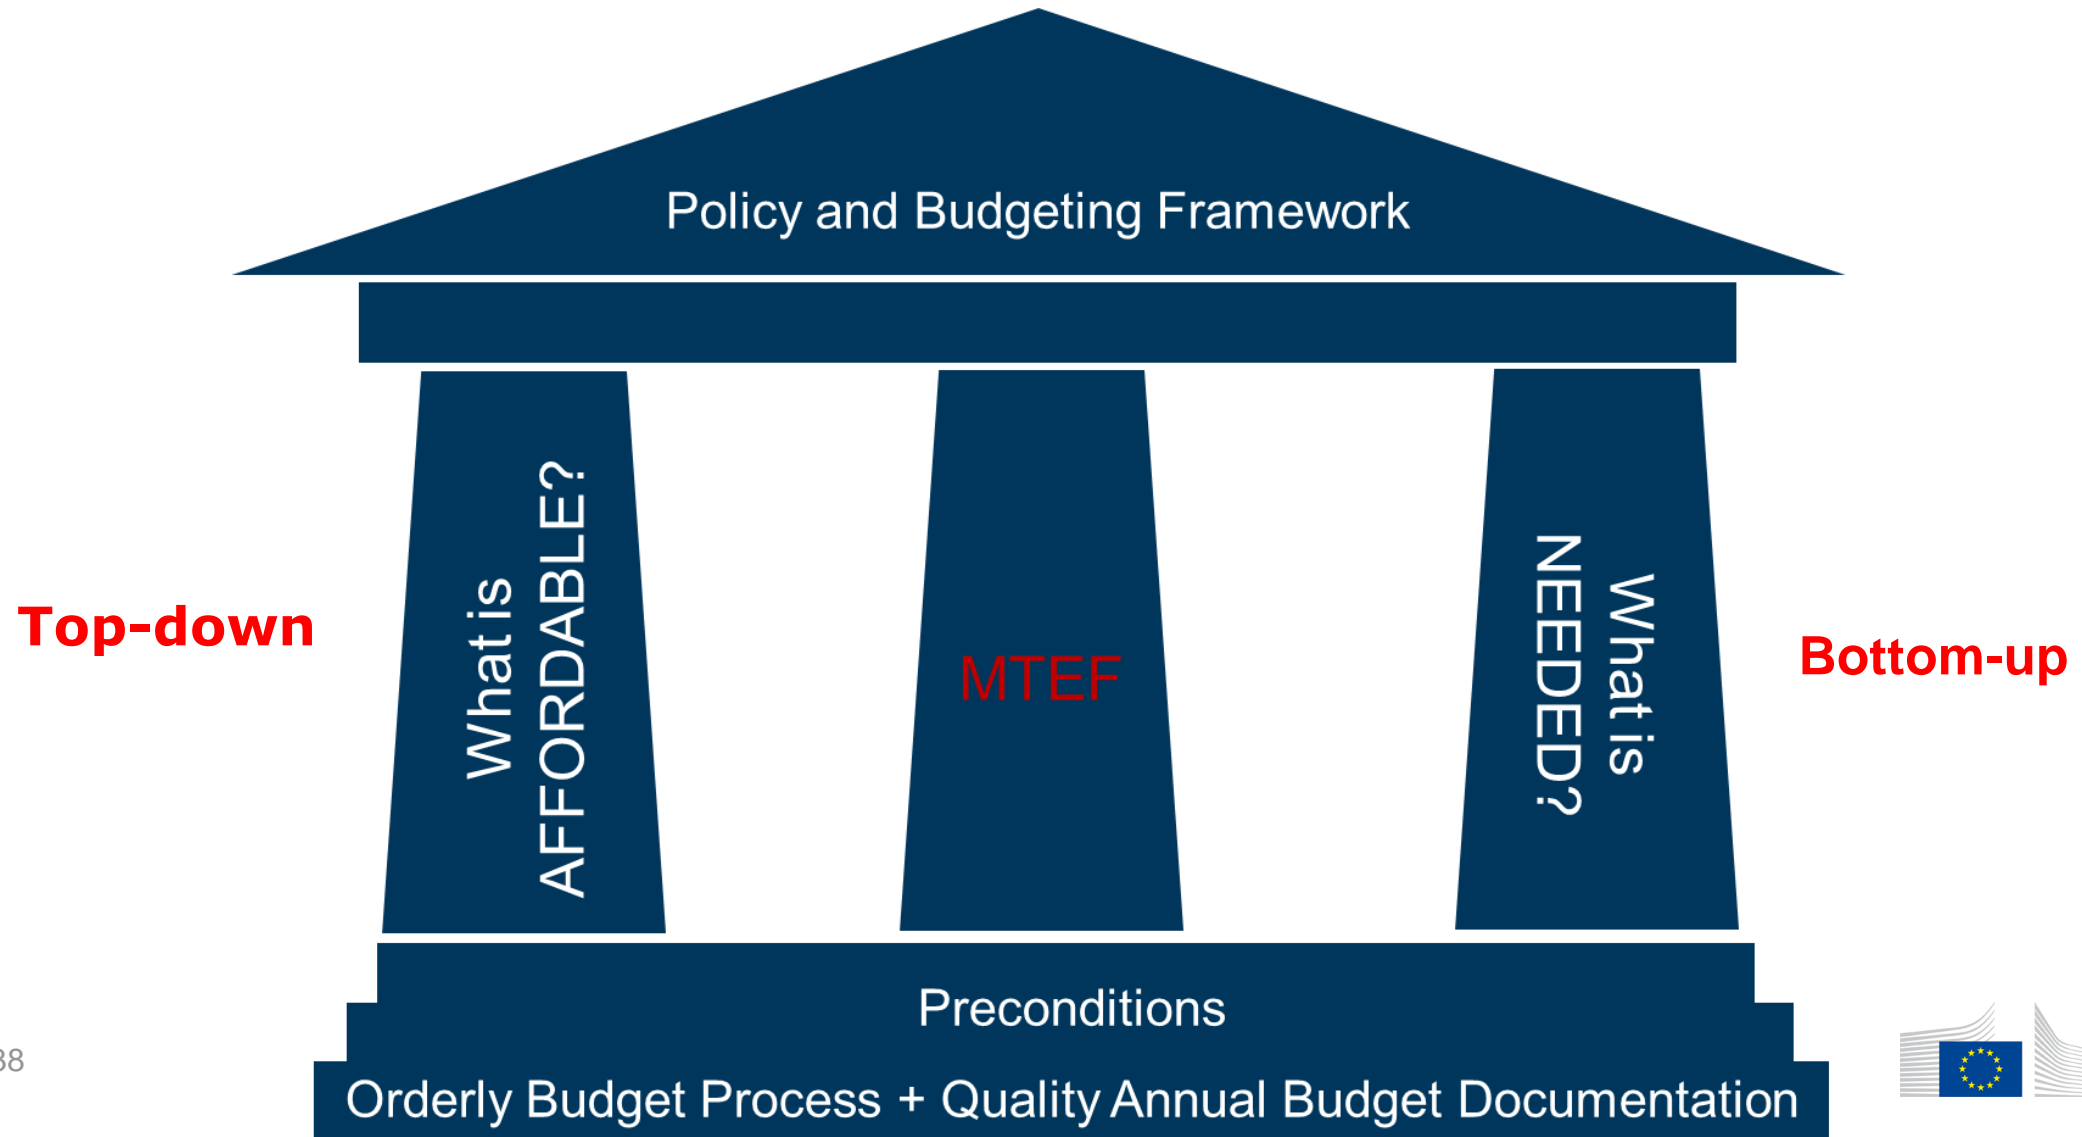 Policy and Budgeting Framework
Top-down
What is
AFFORDABLE?
MTEF
What is
NEEDED?
Bottom-up
Preconditions
Orderly Budget Process + Quality Annual Budget Documentation